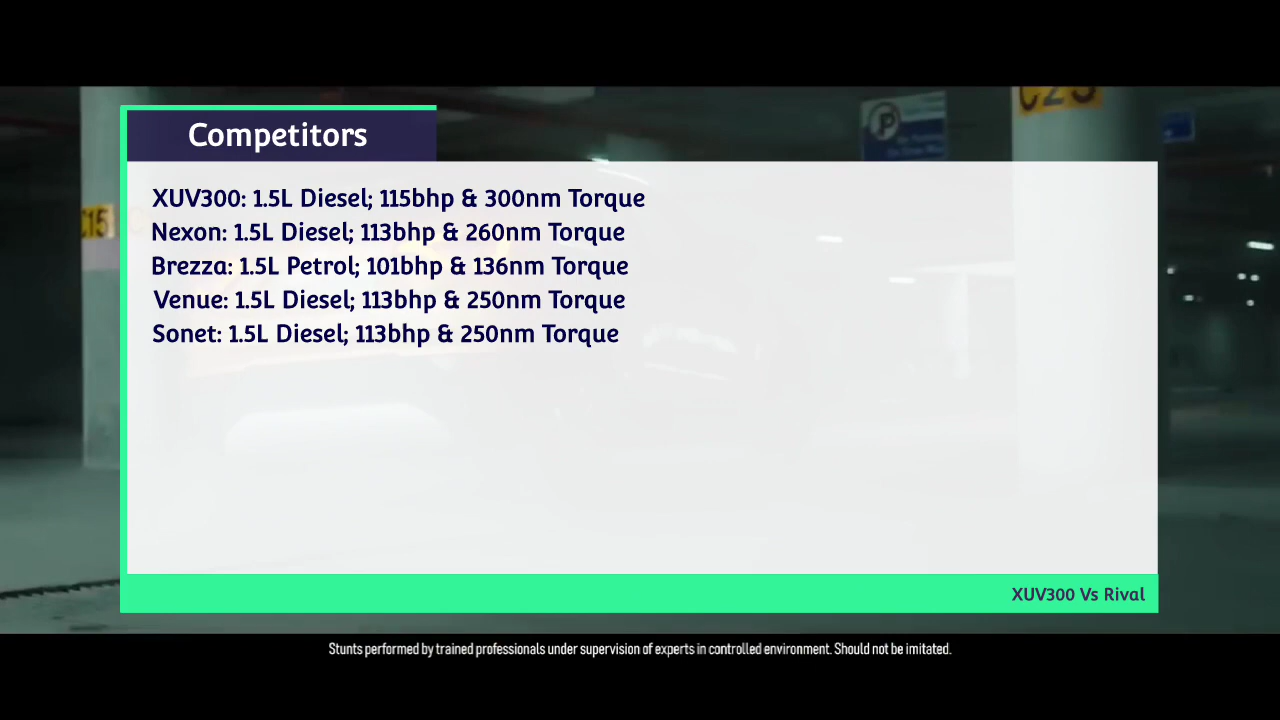 C25
P
Competitors
XUV300: 1.5L Diesel; 115bhp & 300nm Torque
C15
Nexon: 1.5L Diesel; 113bhp & 260nm Torque
Brezza: 1.5L Petrol; 101bhp & 136nm Torque
Venue: 1.5L Diesel; 113bhp & 250nm Torque
Sonet: 1.5L Diesel; 113bhp & 250nm Torque
XUV300 Vs Rival
Stunts performed by trained professionals under supervision of experts in controlled environment. Should not be imitated.